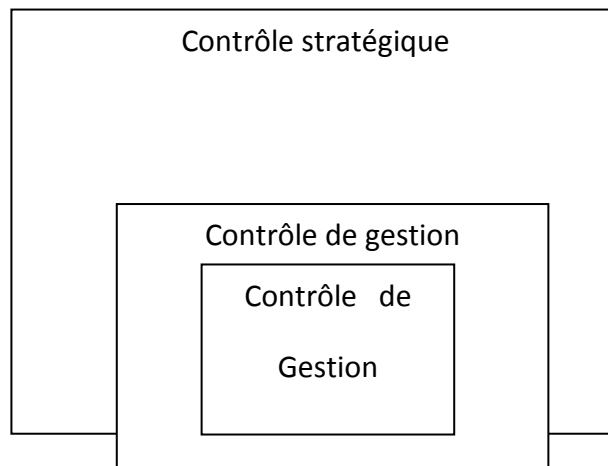 Contrôle stratégique
Contrôle de gestion
Contrôle de
Gestion